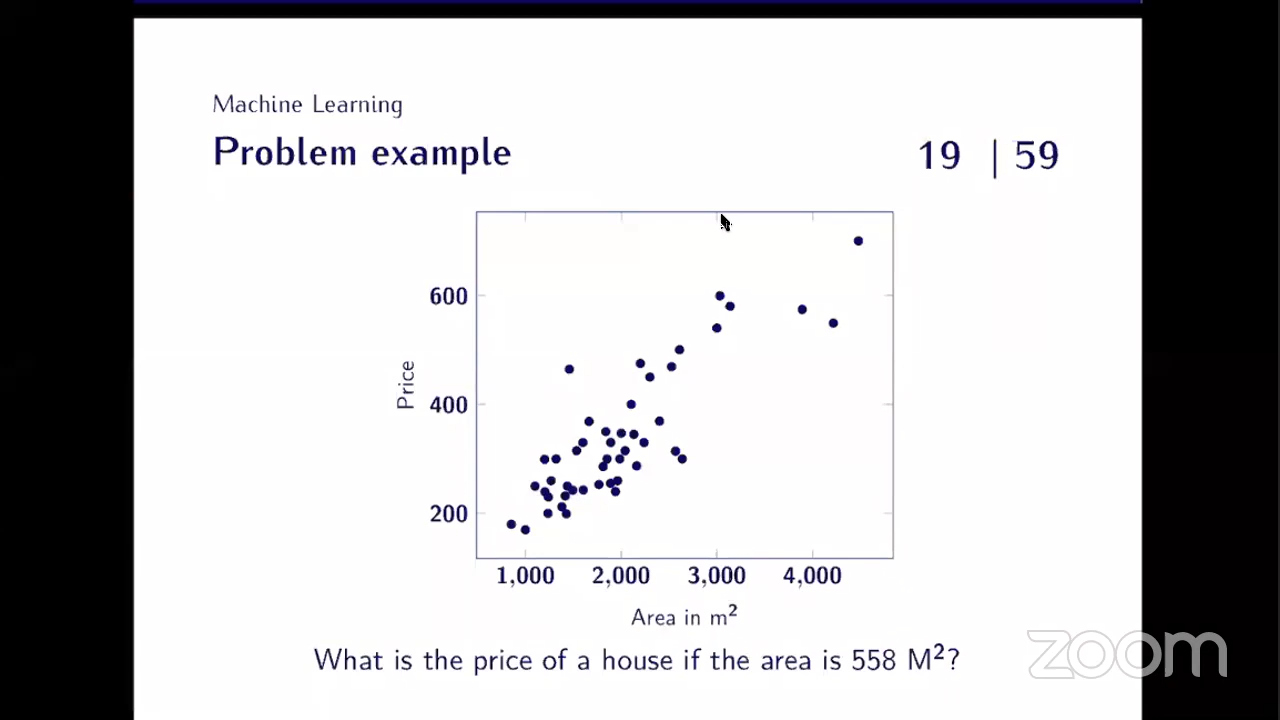 Machine Learning
Problem example
19 | 59
600
400
200
Price
1,000 2,000 3,000 4,000
Area in m²
What is the price of a house if the area is 558 M²?
zoom